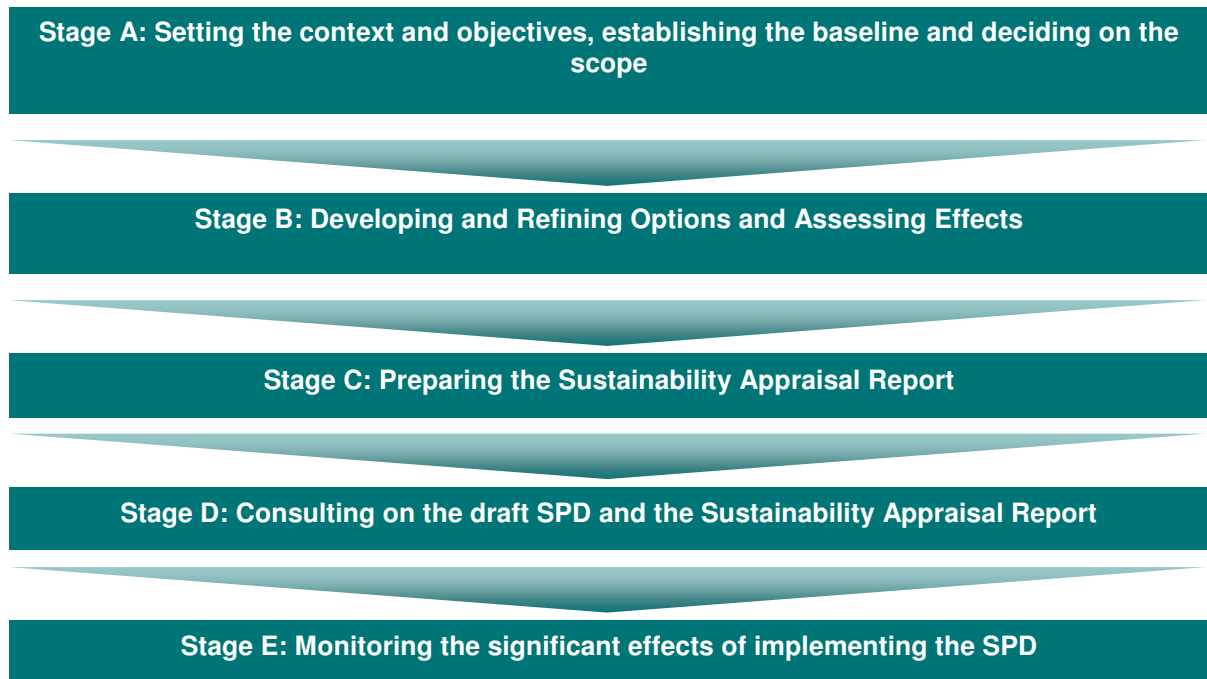 Stage A: Setting the context and objectives, establishing the baseline and deciding on the
scope
Stage B: Developing and Refining Options and Assessing Effects
Stage C: Preparing the Sustainability Appraisal Report
Stage D: Consulting on the draft SPD and the Sustainability Appraisal Report
Stage E: Monitoring the significant effects of implementing the SPD